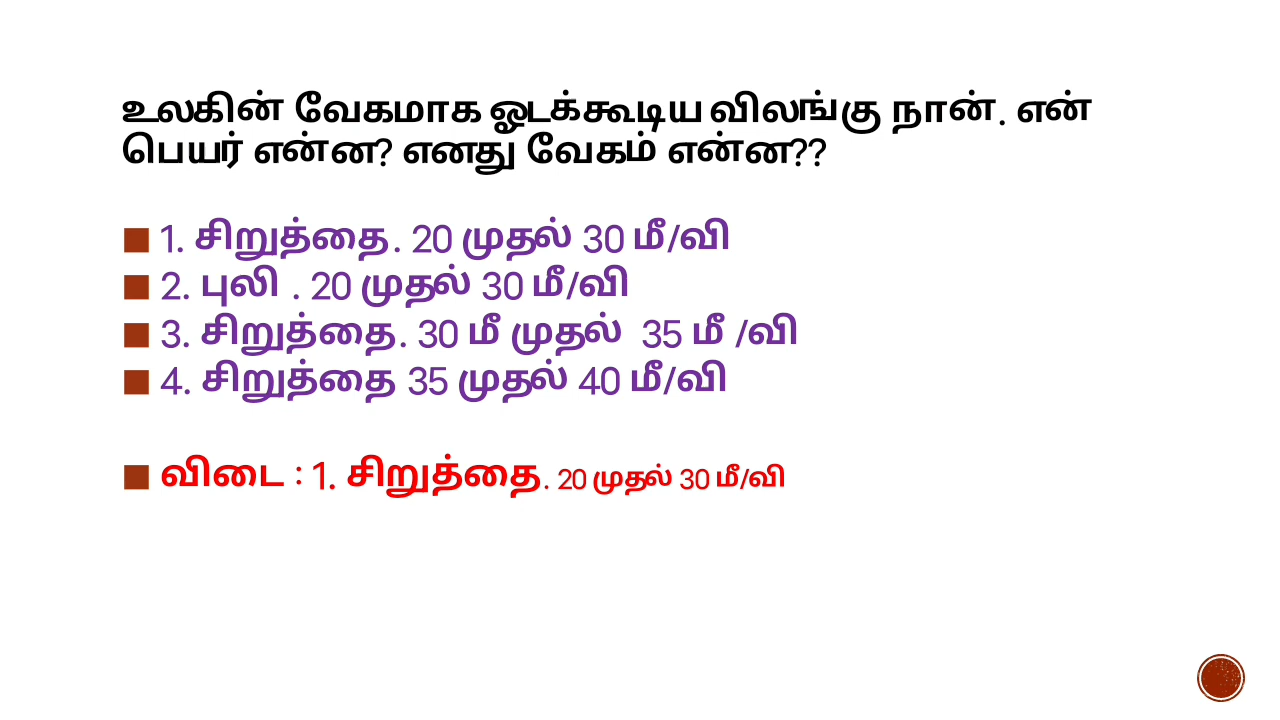 உலகின் வேகமாக ஓடக்கூடிய விலங்கு நான். என்
பெயர் என்ன? எனது வேகம் என்ன??
1. சிறுத்தை. 20 முதல் 30 மீ/வி
2. புலி . 20 முதல் 30 மீ/வி
3. சிறுத்தை. 30 மீ முதல் 35 மீ /வி
4. சிறுத்தை 35 முதல் 40 மீ/வி
விடை : 1. சிறுத்தை. 20 முதல் 30 மீ/வி